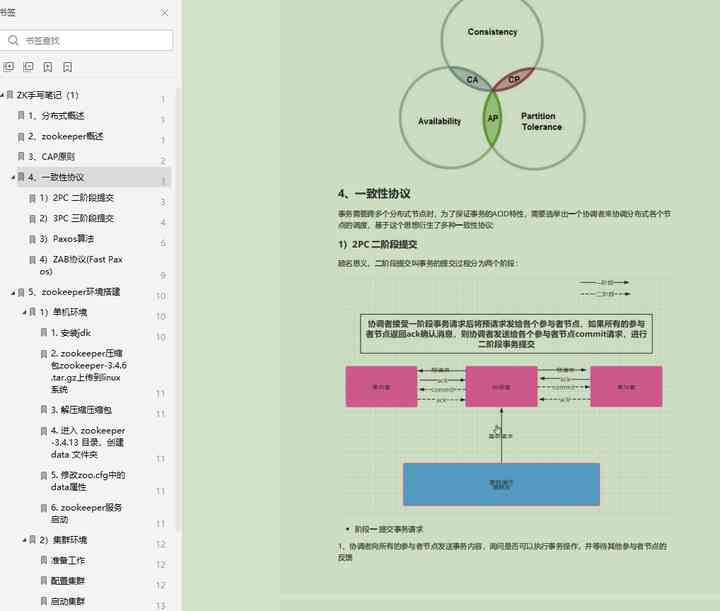 书签
书签查找
ZK手写笔记（1） 1
1、分布式概述 1
2、zookeeper概述 1
3、CAP原则 2
4、一致性协议 3
1）2PC 二阶段提交 3
2）3PC 三阶段提交 4
3）Paxos算法 6
4）ZAB协议(Fast Pax
os) 9
5、zookeeper环境搭建 10
1）单机环境 10
1. 安装jdk 11
2. zookeeper压缩
包zookeeper-3.4.6
.tar.gz上传到linux
系统 11
3. 解压缩压缩包 11
4. 进入 zookeeper
-3.4.13 目录，创建
data 文件夹 11
5. 修改zoo.cfg中的
data属性 11
6. zookeeper服务
启动 11
2）集群环境 12
准备工作 12
配置集群 12
启动集群 13
Consistency
CA
CP
Availability
AP
Partition
Tolerance
4、一致性协议
事务需要跨多个分布式节点时，为了保证事务的ACID特性，需要选举出一个协调者来协调分布式各个节
点的调度，基于这个思想衍生了多种一致性协议:
1）2PC 二阶段提交
顾名思义，二阶段提交叫事务的提交过程分为两个阶段：
一阶段
二阶段
协调者接受一阶段事务请求后将预请求发给各个参与者节点，如果所有的参与
者节点返回ack确认消息，则协调者发送给各个参与者节点commit请求，进行
二阶段事务提交
预请求
ack
commit
ack
预请求
ack
commit
ack
参与者
协调者
参与者
事务请求
• 阶段一 提交事务请求
1、协调者向所有的参与者节点发送事务内容，询问是否可以执行事务操作，并等待其他参与者节点的
反馈